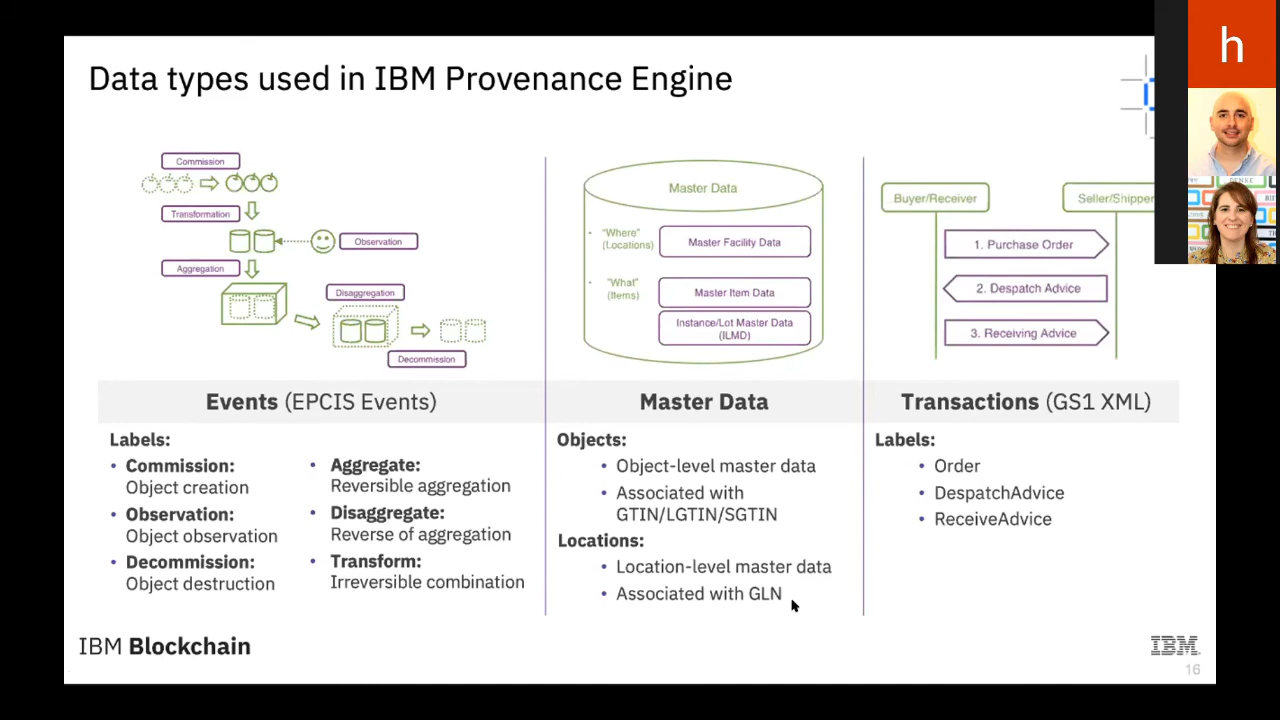 h
Data types used in IBM Provenance Engine
Commission
Transformation
Observation
Aggregation
Disaggregation
Decommission
Master Data
"Where"
(Locations)
Master Facility Data
"What"
(Items)
Master Item Data
Instance/Lot Master Data
(ILMD)
Buyer/Receiver
Seller/Shipper
1. Purchase Order
2. Despatch Advice
3. Receiving Advice
Events (EPCIS Events)
Labels:
• Commission:
Object creation
• Observation:
Object observation
• Decommission:
Object destruction
• Aggregate:
Reversible aggregation
• Disaggregate:
Reverse of aggregation
• Transform:
Irreversible combination
Master Data
Objects:
• Object-level master data
• Associated with
GTIN/LGTIN/SGTIN
Locations:
• Location-level master data
• Associated with GLN
Transactions (GS1 XML)
Labels:
• Order
• DespatchAdvice
• ReceiveAdvice
IBM Blockchain
IBM
16